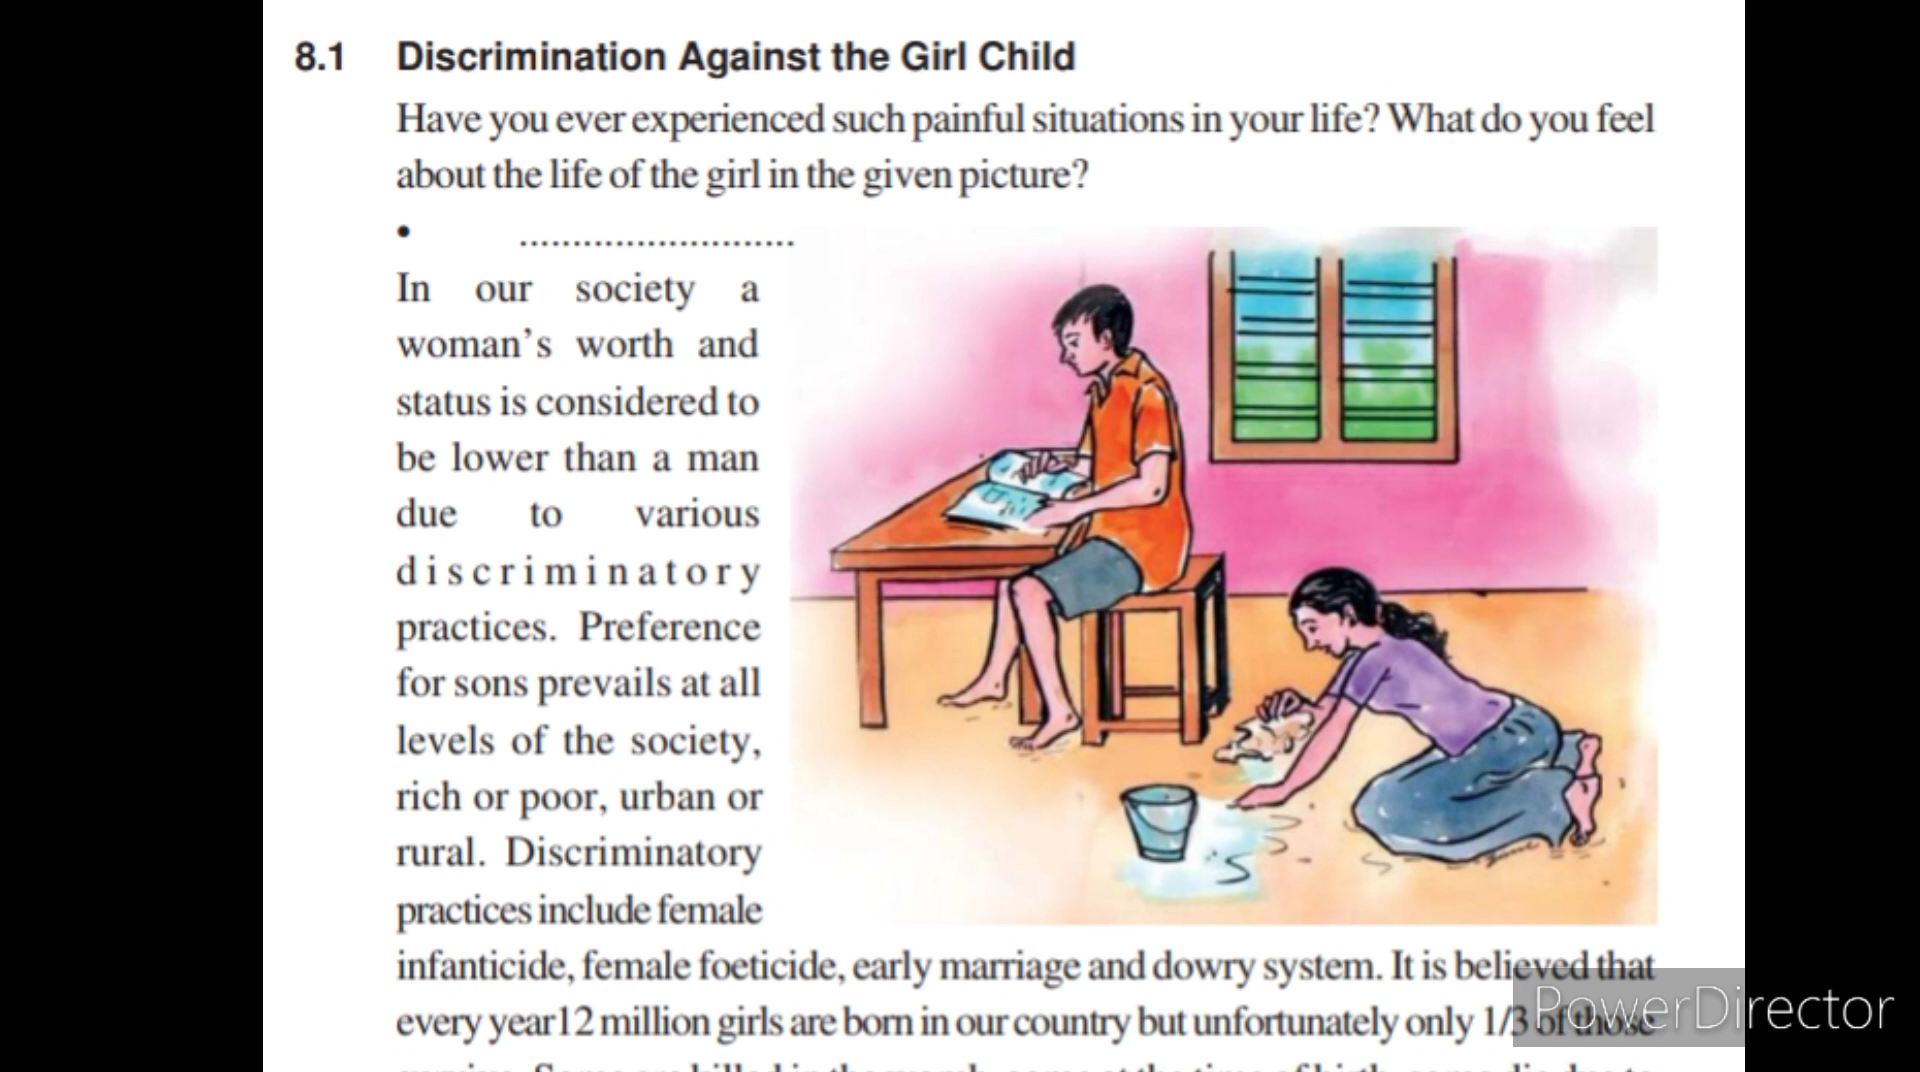 8.1 Discrimination Against the Girl Child
Have you ever experienced such painful situations in your life? What do you feel
about the life of the girl in the given picture?
• ..........................
In our society a
woman's worth and
status is considered to
be lower than a man
due to various
discriminatory
practices. Preference
for sons prevails at all
levels of the society,
rich or poor, urban or
rural. Discriminatory
practices include female
infanticide, female foeticide, early marriage and dowry system. It is believed that
every year12 million girls are born in our country but unfortunately only 1/3 of those
PowerDirector